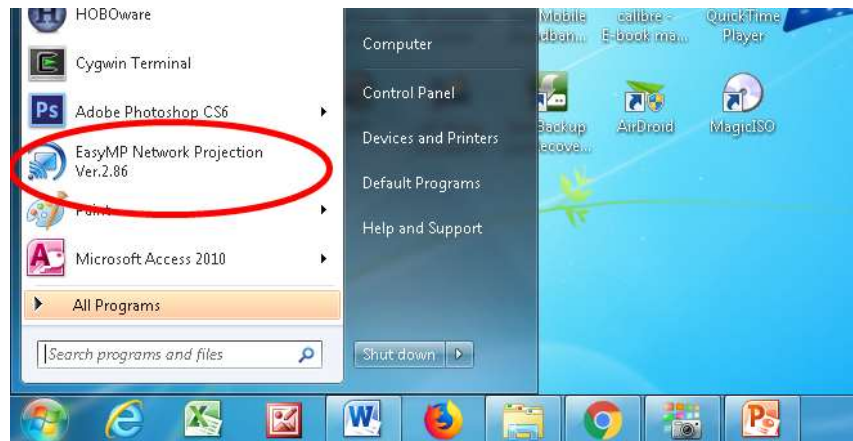 HOBOware
Cygwin Terminal
Ps Adobe Photoshop CS6
EasyMP Network Projection
Ver.2.86
Paint
Microsoft Access 2010
All Programs
Search programs and files
Computer
Control Panel
Devices and Printers
Default Programs
Help and Support
Shut down
Mobile
calibre -
E-book ma...
QuickTime
Player
Backup
AirDroid
MagicISO